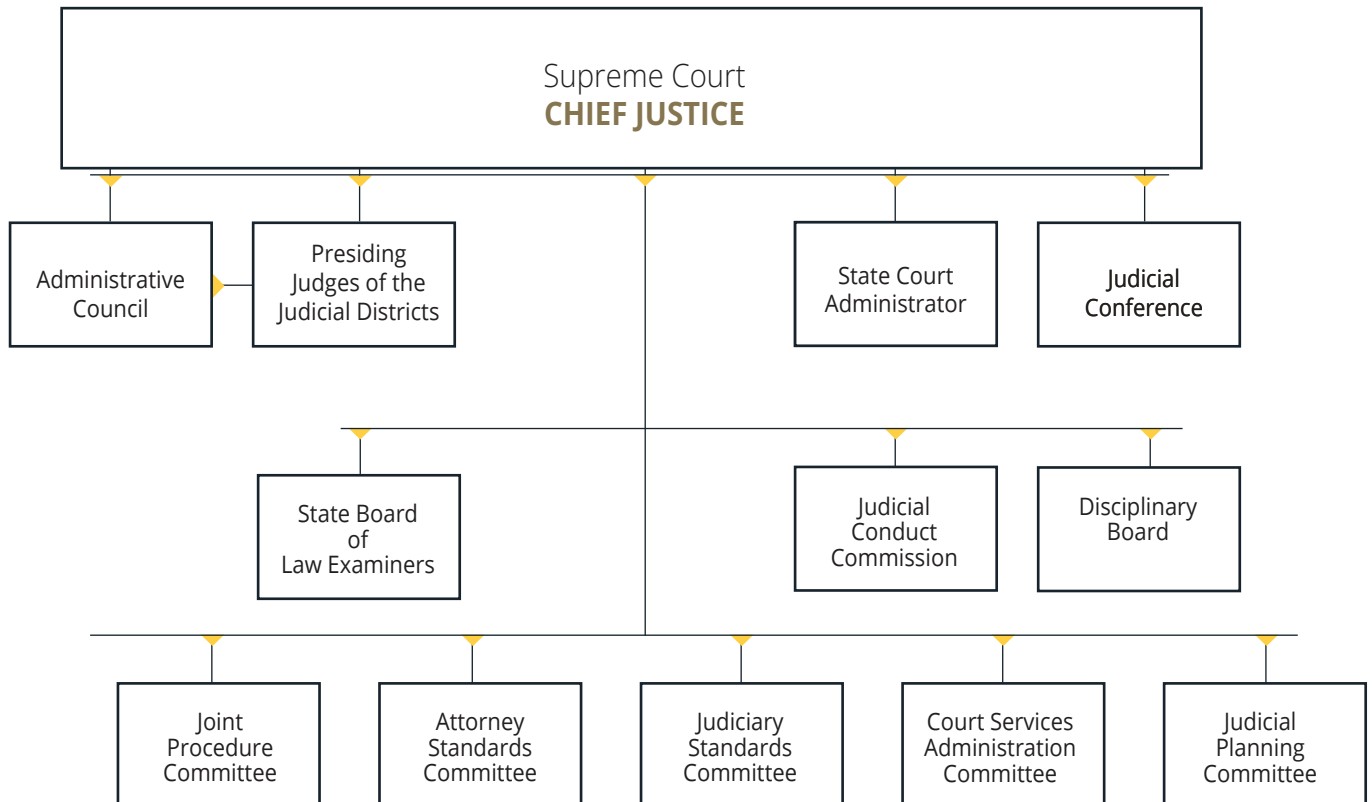 Supreme Court
CHIEF JUSTICE
Administrative
Council
Presiding
Judges of the
Judicial Districts
State Court
Administrator
Judicial
Conference
State Board
of
Law Examiners
Judicial
Conduct
Commission
Disciplinary
Board
Joint
Procedure
Committee
Attorney
Standards
Committee
Judiciary
Standards
Committee
Court Services
Administration
Committee
Judicial
Planning
Committee